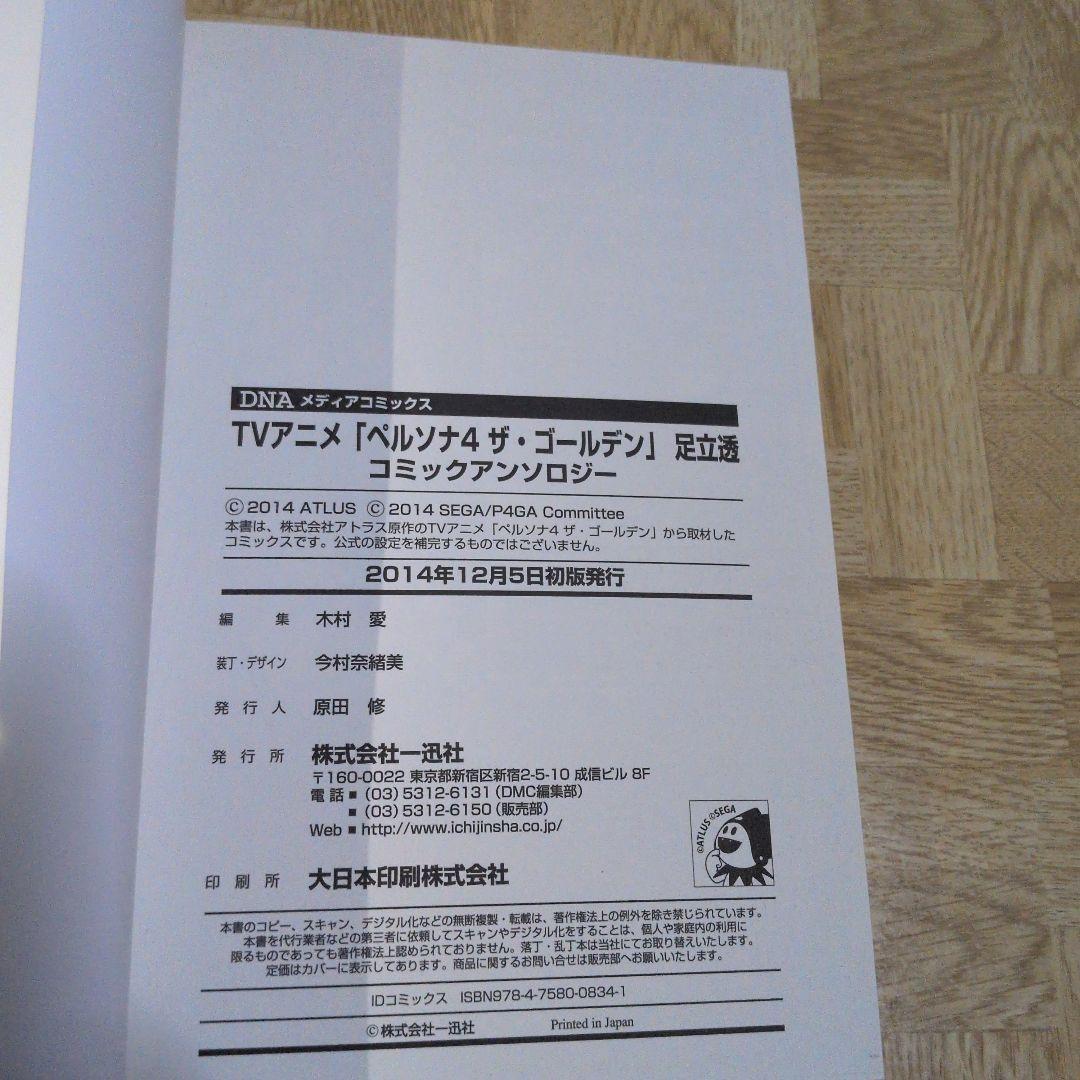 DNA メディアコミックス
TVアニメ「ペルソナ4 ザ・ゴールデン」 足立透
コミックアンソロジー
Ⓒ2014 ATLUS Ⓒ2014 SEGA/P4GA Committee
本書は、株式会社アトラス原作のTVアニメ「ペルソナ4 ザ・ゴールデン」から取材した
コミックスです。公式の設定を補完するものではございません。
2014年12月5日初版発行
編 集 木村 愛
装丁・デザイン 今村奈緒美
発行人 原田 修
発行所 株式会社一迅社
〒160-0022 東京都新宿区新宿2-5-10 成信ビル 8F
電話 ■ (03) 5312-6131 (DMC編集部)
■ (03) 5312-6150 (販売部)
Web ■ http://www.ichijinsha.co.jp/
©ATLUS ©SEGA
印刷所 大日本印刷株式会社
本書のコピー、スキャン、デジタル化などの無断複製・転載は、著作権法上の例外を除き禁じられています。
本書を代行業者などの第三者に依頼してスキャンやデジタル化をすることは、個人や家庭内の利用に
限るものであっても著作権法上認められておりません。落丁・乱丁本は当社にてお取り替えいたします。
定価はカバーに表示してあります。商品に関するお問い合せは販売部へお願いいたします。
IDコミックス ISBN978-4-7580-0834-1
©株式会社一迅社 Printed in Japan